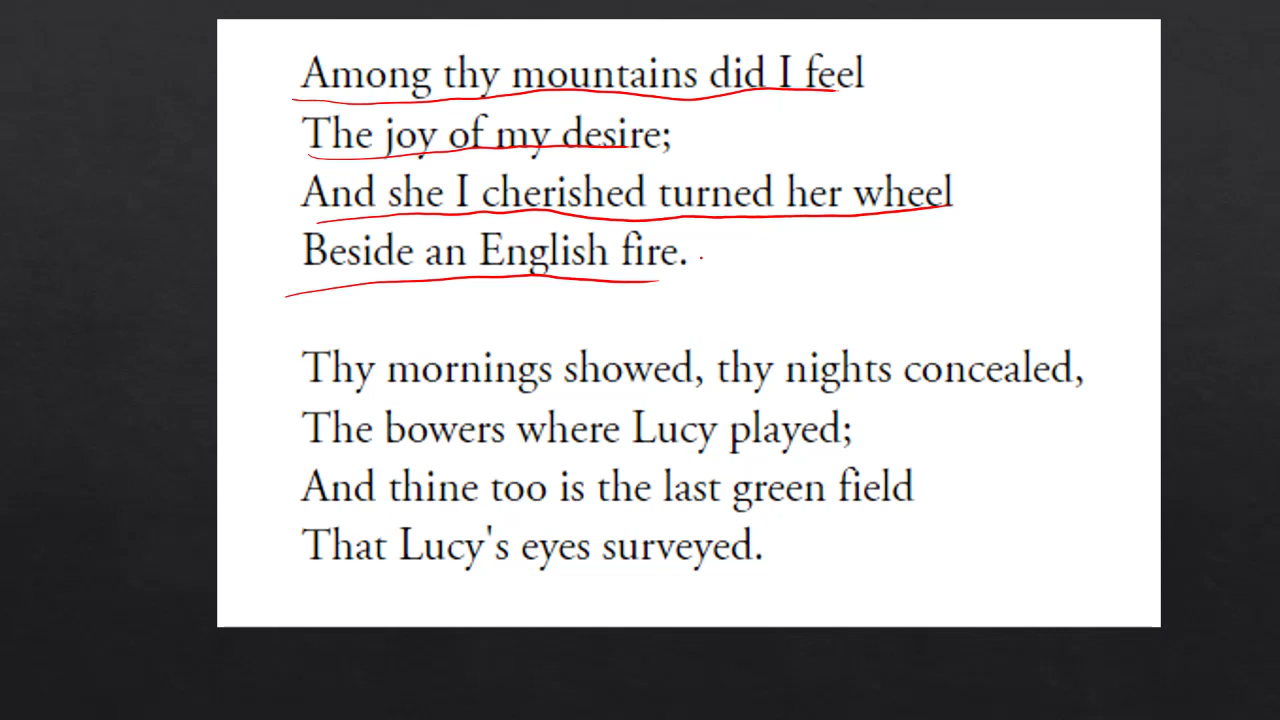 Among thy mountains did I feel
The joy of my desire;
And she I cherished turned her wheel
Beside an English fire.
Thy mornings showed, thy nights concealed,
The bowers where Lucy played;
And thine too is the last green field
That Lucy's eyes surveyed.